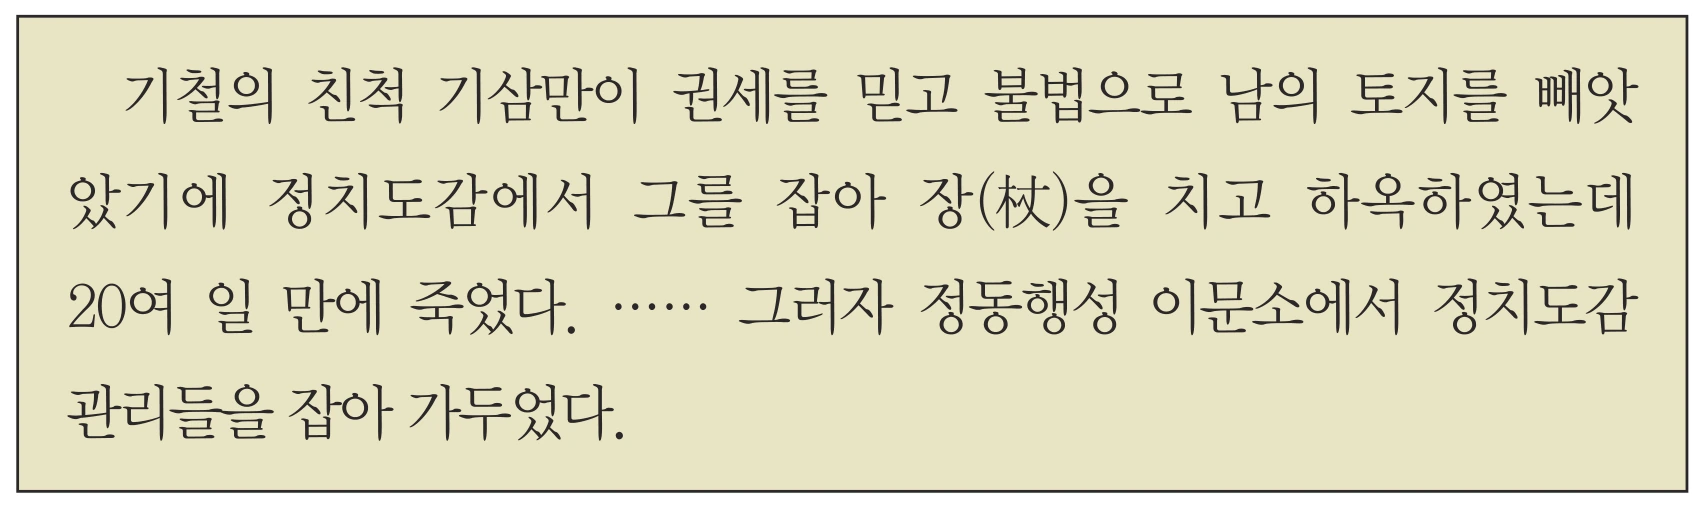 기철의 친척 기삼만이 권세를 믿고 불법으로 남의 토지를 빼앗
았기에 정치도감에서 그를 잡아 장(杖)을 치고 하옥하였는데
20여 일 만에 죽었다. …… 그러자 정동행성 이문소에서 정치도감
관리들을 잡아 가두었다.